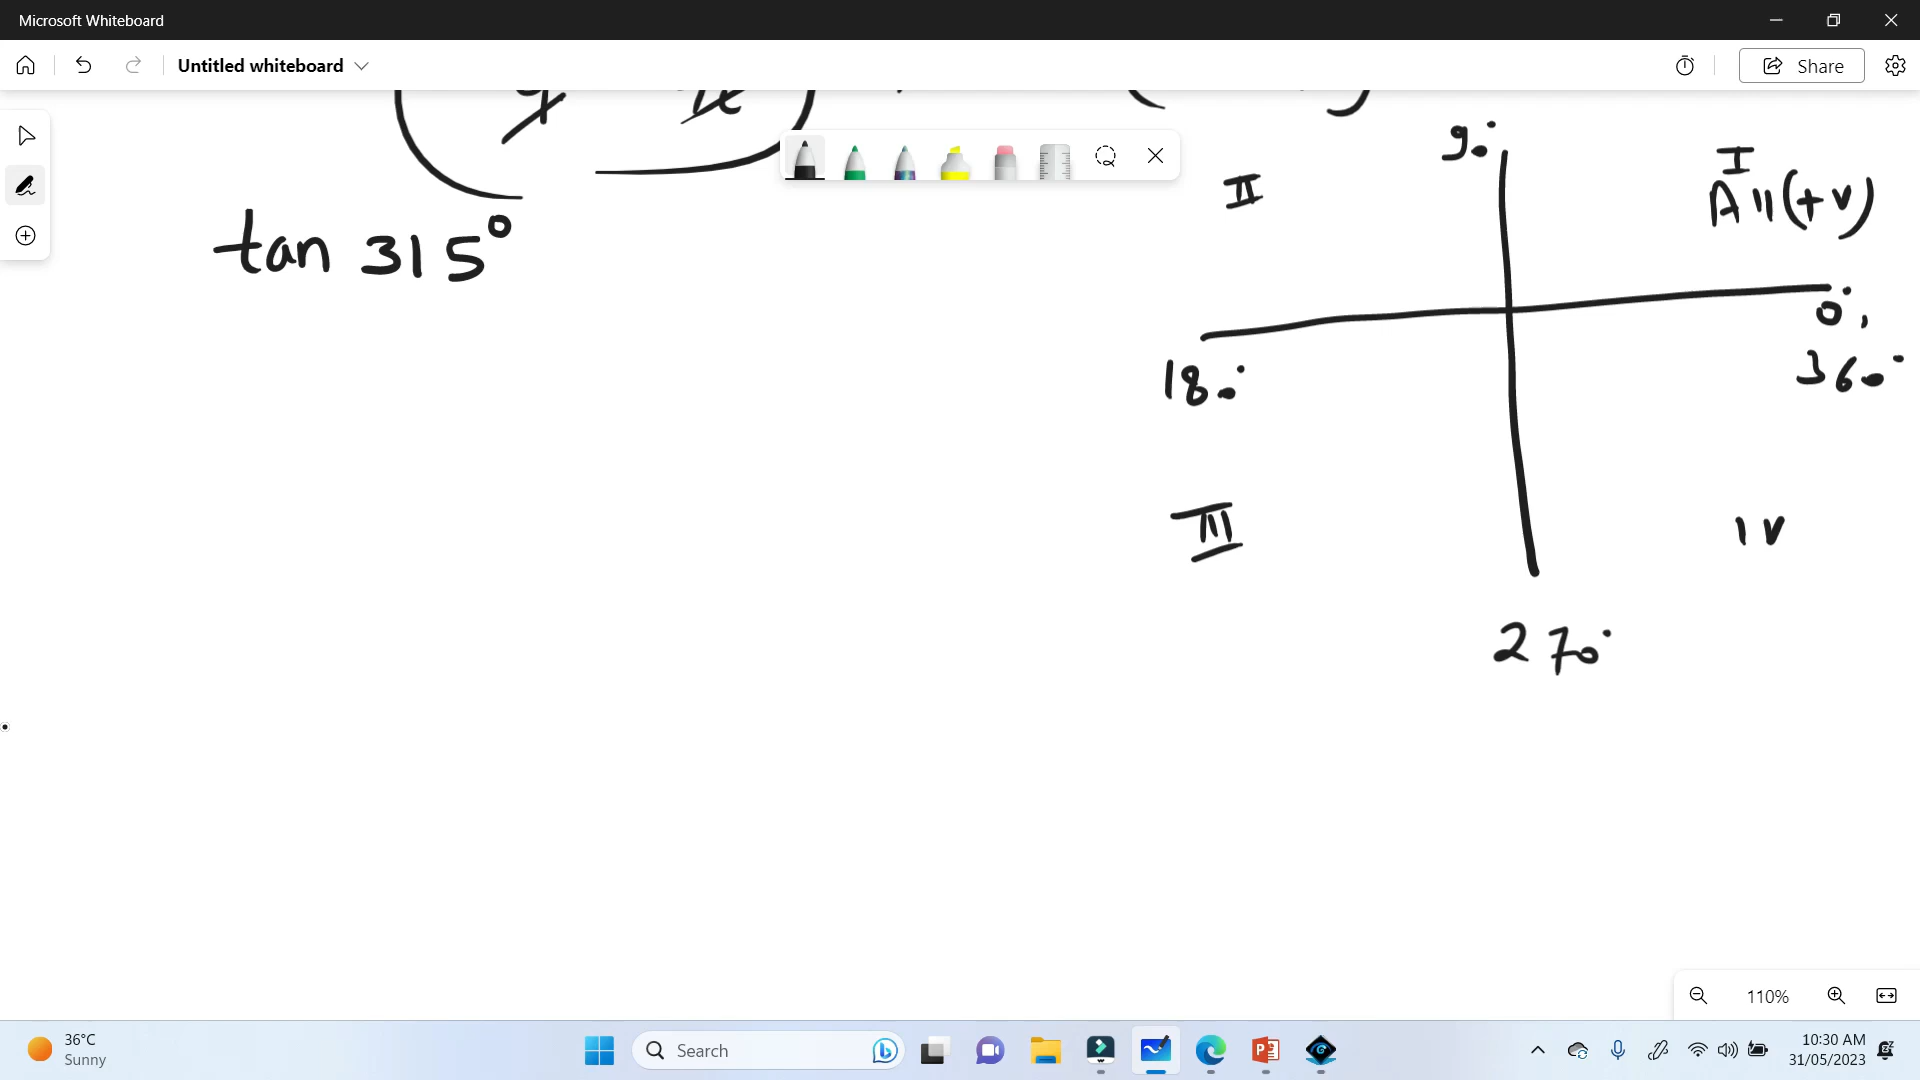 Microsoft Whiteboard
Untitled whiteboard
Share
tan 315°
90°
II
I
All (+v)
0°,
360°
180°
III
IV
270°
110%
36°C
Sunny
Search
10:30 AM
31/05/2023